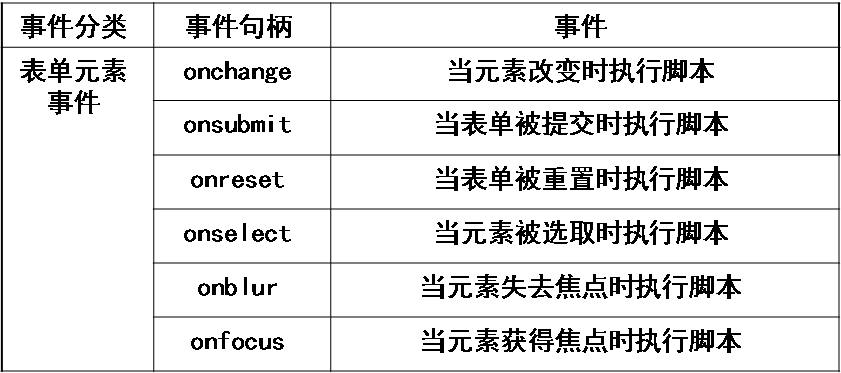 事件分类 事件句柄 事件
表单元素 onchange 当元素改变时执行脚本
事件
onsubmit 当表单被提交时执行脚本
onreset 当表单被重置时执行脚本
onselect 当元素被选取时执行脚本
onblur 当元素失去焦点时执行脚本
onfocus 当元素获得焦点时执行脚本